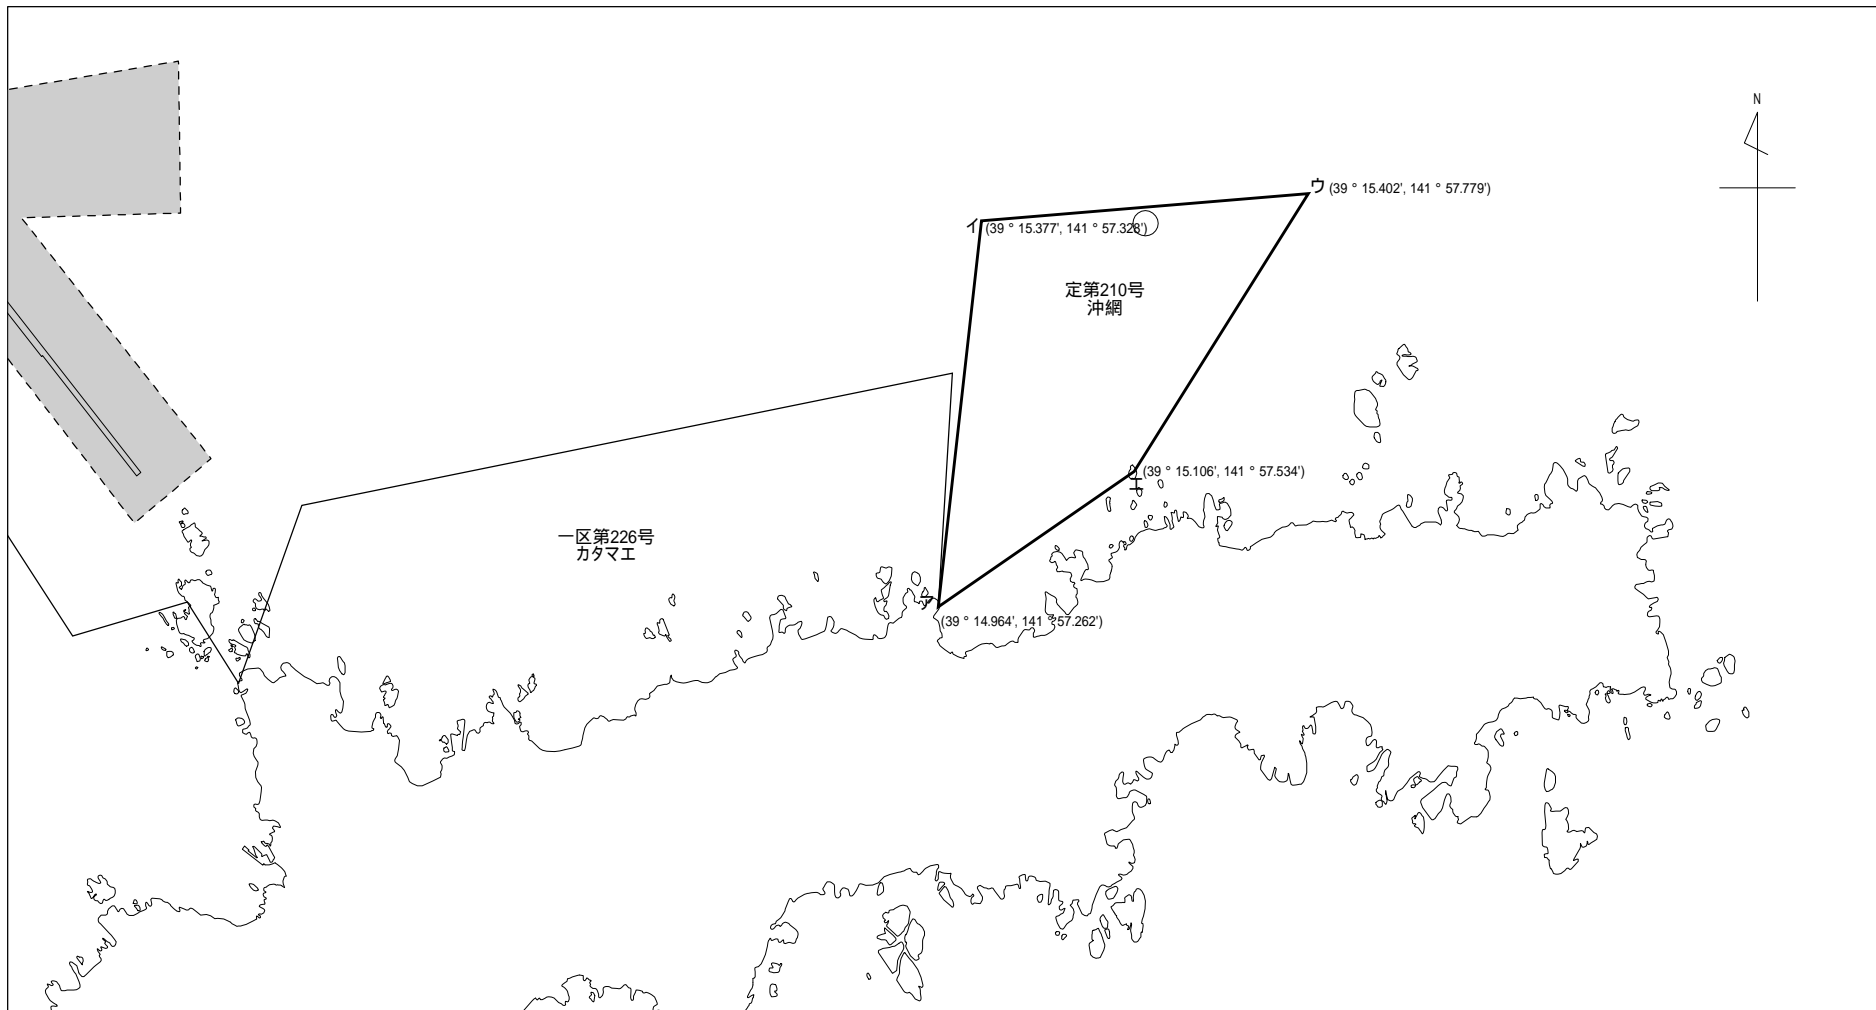 N
ウ (39 ° 15.402', 141 ° 57.779')
イ (39 ° 15.377', 141 ° 57.328')
定第210号
沖網
(39 ° 15.106', 141 ° 57.534')
エ
一区第226号
カタマエ
ア
(39 ° 14.964', 141 ° 57.262')